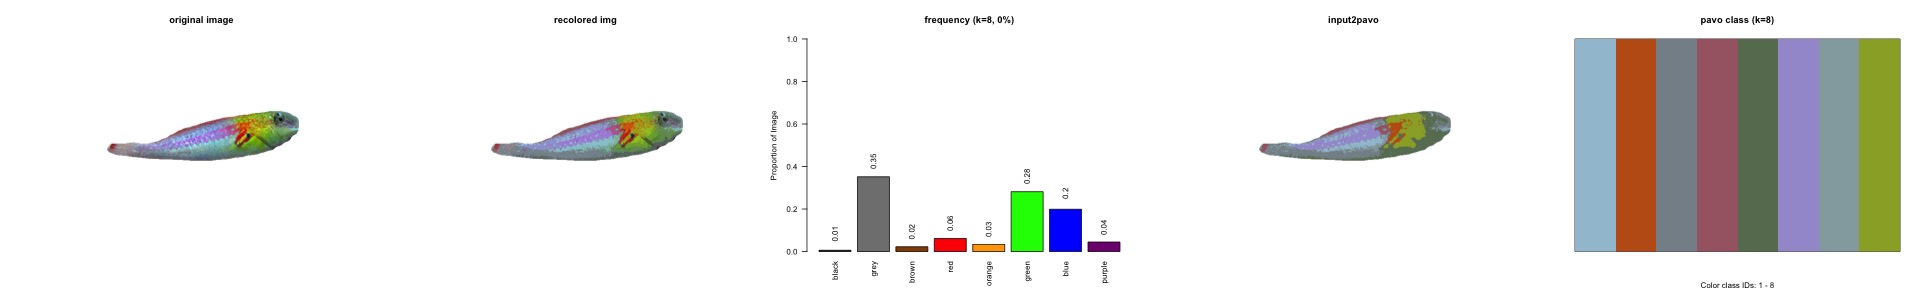 original image
recolored img
frequency (k=8, 0%)
input2pavo
pavo class (k=8)
Proportion of Image
1.0
0.8
0.6
0.4
0.2
0.0
0.01
0.35
0.02
0.06
0.03
0.28
0.2
0.04
black
grey
brown
red
orange
green
blue
purple
Color class IDs: 1 - 8